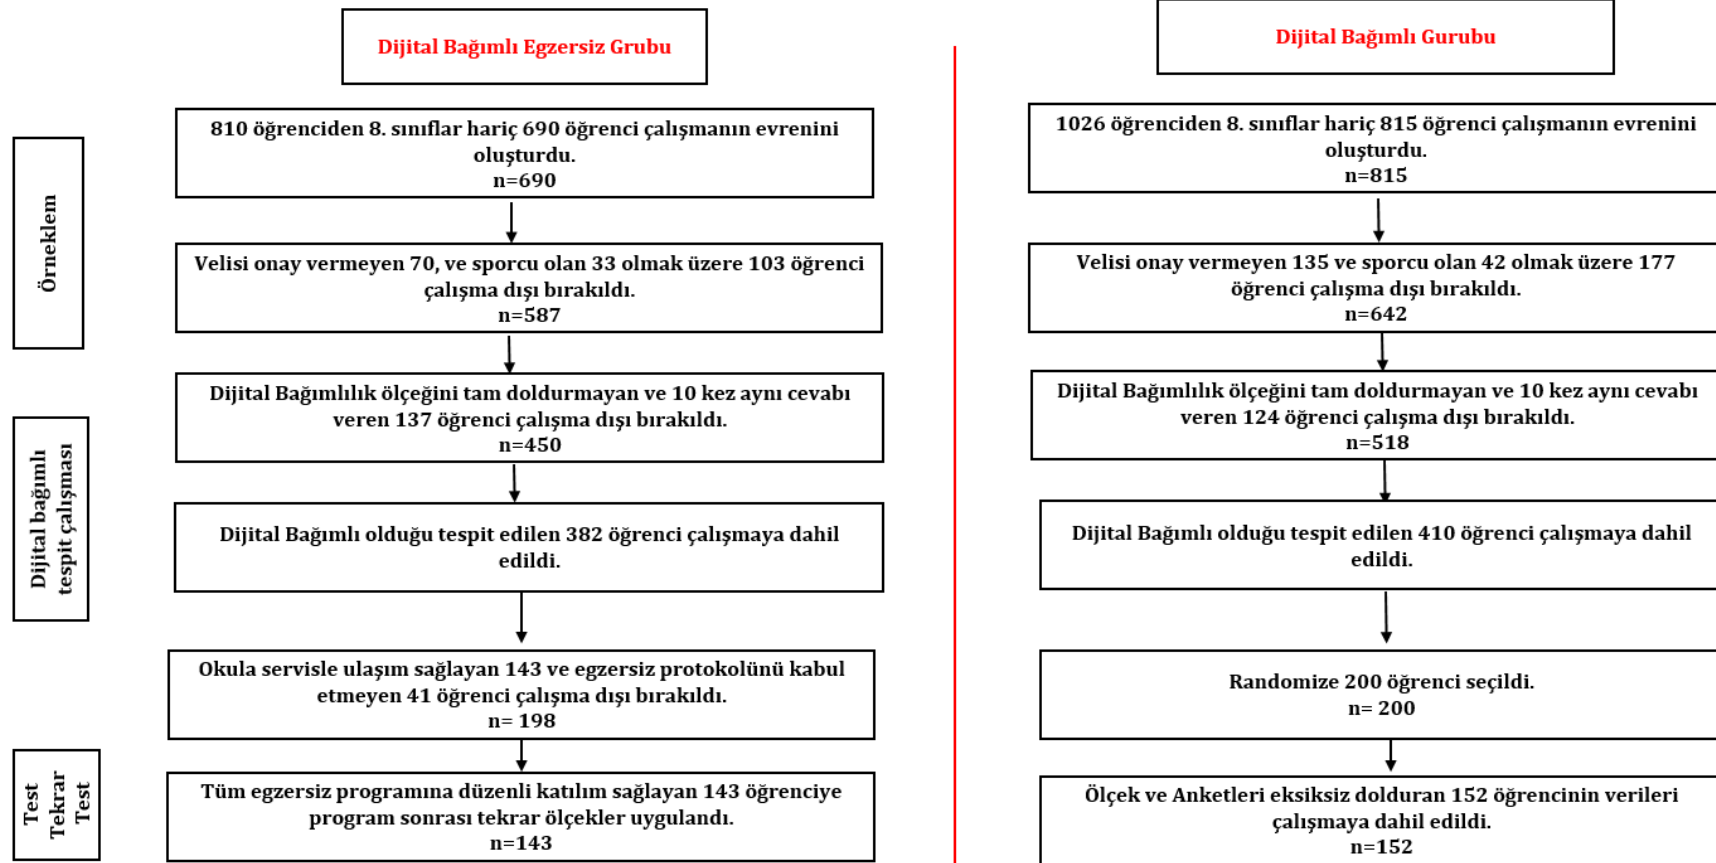 Dijital Bağımlı Egzersiz Grubu
810 öğrenciden 8. sınıflar hariç 690 öğrenci çalışmanın evrenini
oluşturdu.
n=690
Velisi onay vermeyen 70, ve sporcu olan 33 olmak üzere 103 öğrenci
çalışma dışı bırakıldı.
n=587
Dijital Bağımlılık ölçeğini tam doldurmayan ve 10 kez aynı cevabı
veren 137 öğrenci çalışma dışı bırakıldı.
n=450
Dijital Bağımlı olduğu tespit edilen 382 öğrenci çalışmaya dahil
edildi.
Okula servisle ulaşım sağlayan 143 ve egzersiz protokolünü kabul
etmeyen 41 öğrenci çalışma dışı bırakıldı.
n= 198
Tüm egzersiz programına düzenli katılım sağlayan 143 öğrenciye
program sonrası tekrar ölçekler uygulandı.
n=143
Dijital Bağımlı Gurubu
1026 öğrenciden 8. sınıflar hariç 815 öğrenci çalışmanın evrenini
oluşturdu.
n=815
Velisi onay vermeyen 135 ve sporcu olan 42 olmak üzere 177
öğrenci çalışma dışı bırakıldı.
n=642
Dijital Bağımlılık ölçeğini tam doldurmayan ve 10 kez aynı cevabı
veren 124 öğrenci çalışma dışı bırakıldı.
n=518
Dijital Bağımlı olduğu tespit edilen 410 öğrenci çalışmaya dahil
edildi.
Randomize 200 öğrenci seçildi.
n= 200
Ölçek ve Anketleri eksiksiz dolduran 152 öğrencinin verileri
çalışmaya dahil edildi.
n=152
Örneklem
Dijital bağımlı
tespit çalışması
Test
Tekrar
Test